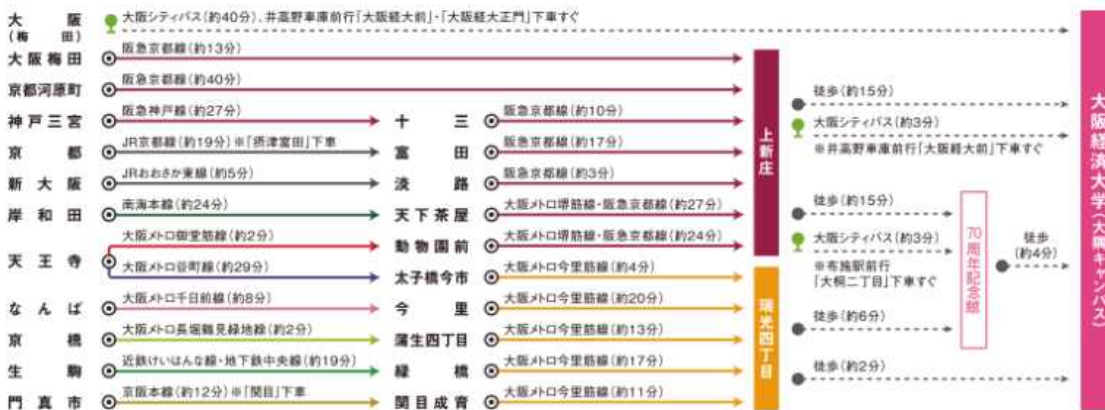 大阪
(梅田)
大阪シティバス(約40分)、井高野車庫前行「大阪経大前」・「大阪経大正門」下車すぐ
大阪梅田
阪急京都線(約13分)
京都河原町
阪急京都線(約40分)
神戸三宮
阪急神戸線(約27分)
十三
阪急京都線(約10分)
京都
JR京都線(約19分)※「摂津富田」下車
富田
阪急京都線(約17分)
新大阪
JRおおさか東線(約5分)
淡路
阪急京都線(約3分)
岸和田
南海本線(約24分)
天下茶屋
大阪メトロ堺筋線・阪急京都線(約27分)
天王寺
大阪メトロ御堂筋線(約2分)
動物園前
大阪メトロ堺筋線・阪急京都線(約24分)
大阪メトロ谷町線(約29分)
太子橋今市
大阪メトロ今里筋線(約4分)
なんば
大阪メトロ千日前線(約8分)
今里
大阪メトロ今里筋線(約20分)
京橋
大阪メトロ長堀鶴見緑地線(約2分)
蒲生四丁目
大阪メトロ今里筋線(約13分)
生駒
近鉄けいはんな線・地下鉄中央線(約19分)
緑橋
大阪メトロ今里筋線(約17分)
門真市
京阪本線(約12分)※「関目」下車
関目成育
大阪メトロ今里筋線(約11分)
上新庄
瑞光四丁目
徒歩(約15分)
大阪シティバス(約3分)
※井高野車庫前行「大阪経大前」下車すぐ
徒歩(約15分)
大阪シティバス(約3分)
※布施駅前行
「大桐二丁目」下車すぐ
徒歩(約6分)
70周年記念館
徒歩
(約4分)
徒歩(約2分)
大阪経済大学(大隅キャンパス)